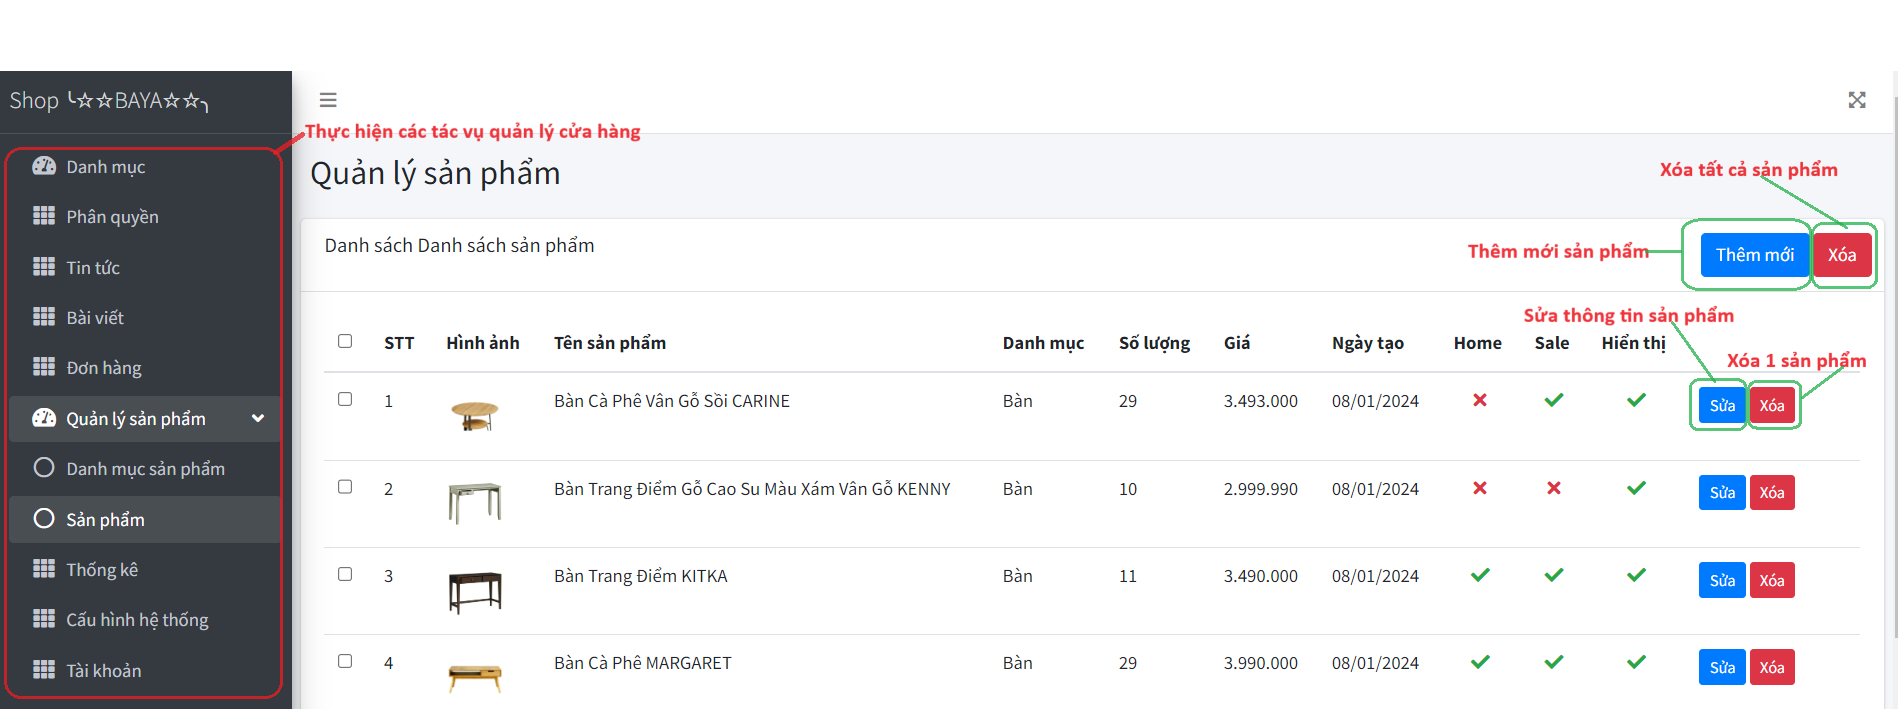 Shop ╰☆☆BAYA☆☆╮
Thực hiện các tác vụ quản lý cửa hàng
Danh mục
Phân quyền
Tin tức
Bài viết
Đơn hàng
Quản lý sản phẩm
Danh mục sản phẩm
Sản phẩm
Thống kê
Cấu hình hệ thống
Tài khoản
Quản lý sản phẩm
Xóa tất cả sản phẩm
Danh sách Danh sách sản phẩm
Thêm mới sản phẩm
Thêm mới Xóa
Sửa thông tin sản phẩm
STT Hình ảnh Tên sản phẩm Danh mục Số lượng Giá Ngày tạo Home Sale Hiển thị
Xóa 1 sản phẩm
1 Bàn Cà Phê Vân Gỗ Sồi CARINE Bàn 29 3.493.000 08/01/2024 Sửa Xóa
2 Bàn Trang Điểm Gỗ Cao Su Màu Xám Vân Gỗ KENNY Bàn 10 2.999.990 08/01/2024 Sửa Xóa
3 Bàn Trang Điểm KITKA Bàn 11 3.490.000 08/01/2024 Sửa Xóa
4 Bàn Cà Phê MARGARET Bàn 29 3.990.000 08/01/2024 Sửa Xóa